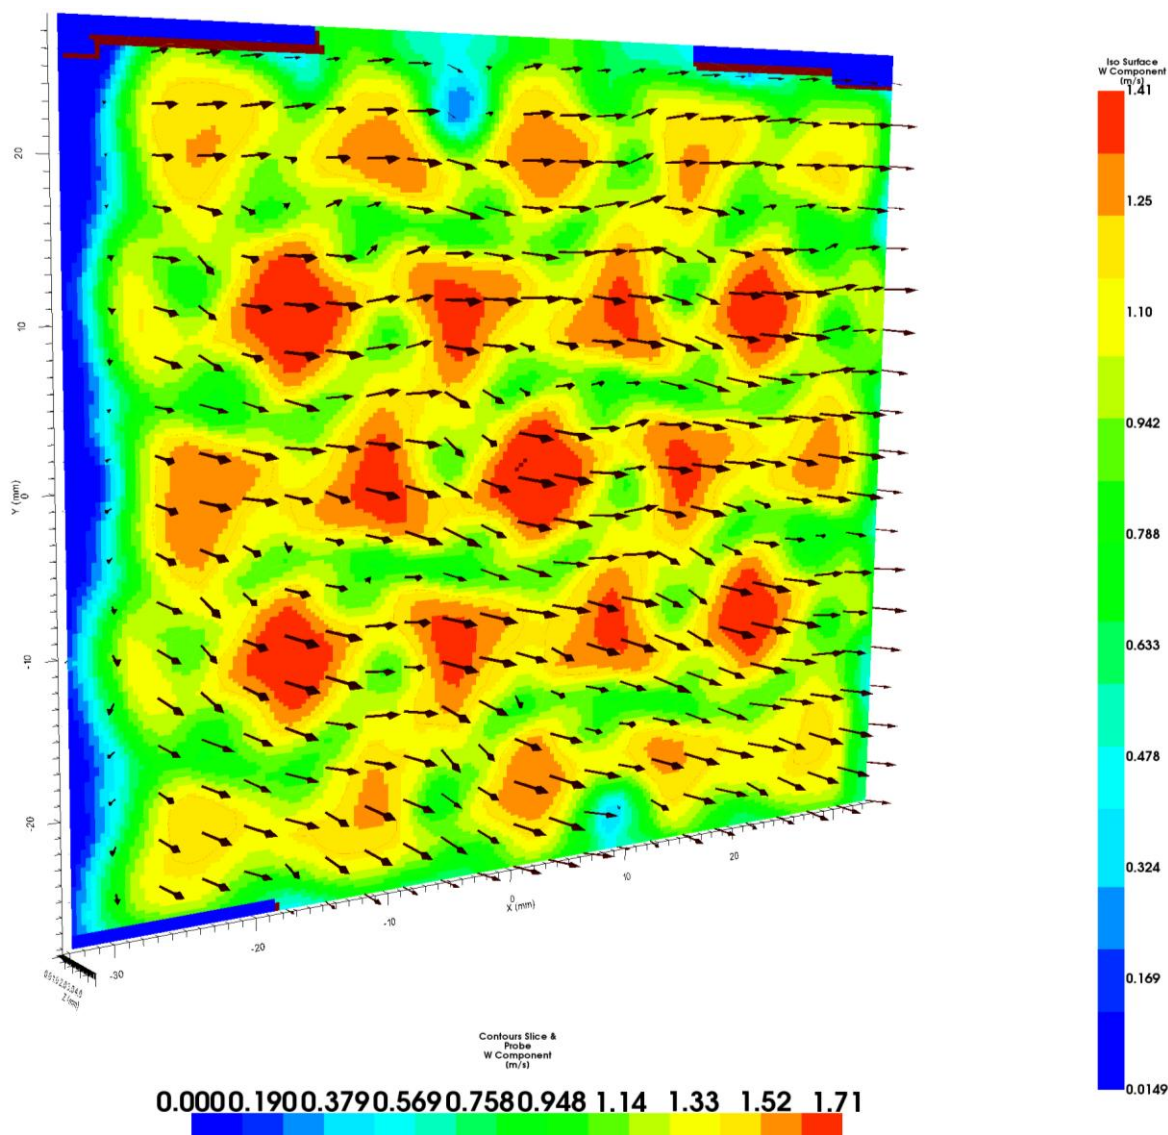 Iso Surface
W Component
(m/s)
1.41
1.25
1.10
0.942
0.788
0.633
0.478
0.324
0.169
0.0149
20
10
Y (mm)
0
-10
-20
-30
-20
-10
0
10
20
X (mm)
Z (mm)
Contours Slice &
Probe
W Component
(m/s)
0.000 0.190 0.379 0.569 0.758 0.948 1.14 1.33 1.52 1.71